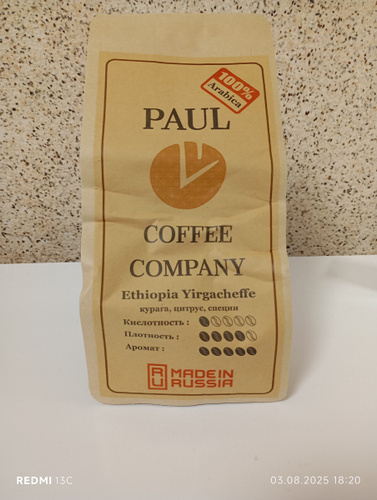 100%
Arabica
PAUL
COFFEE
COMPANY
Ethiopia Yirgacheffe
курага, цитрус, специи
Кислотность :
Плотность :
Аромат :
RU MADE IN
RUSSIA
REDMI 13C
03.08.2025 18:20